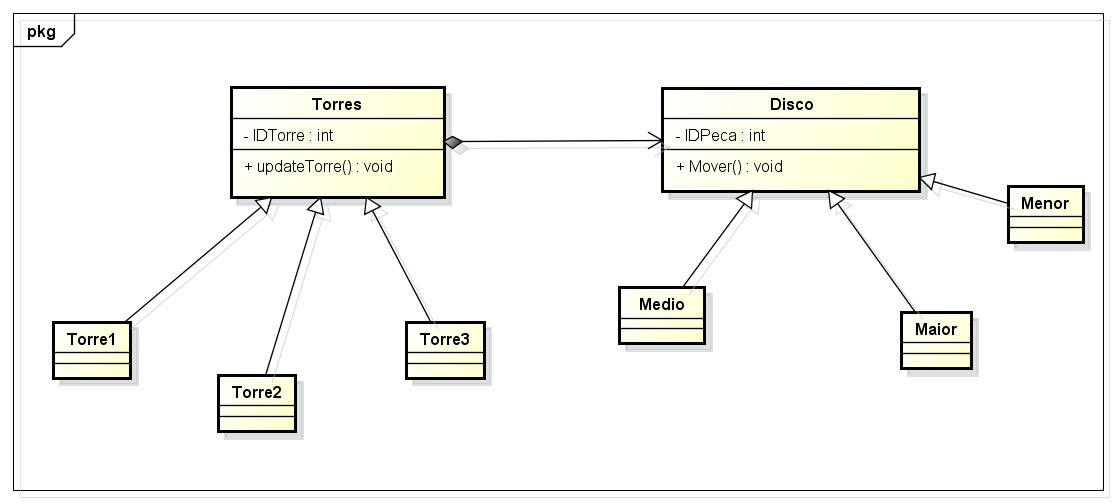 pkg
Torres
- IDTorre : int
+ updateTorre() : void
Disco
- IDPeca : int
+ Mover() : void
Menor
Medio
Maior
Torre1
Torre2
Torre3